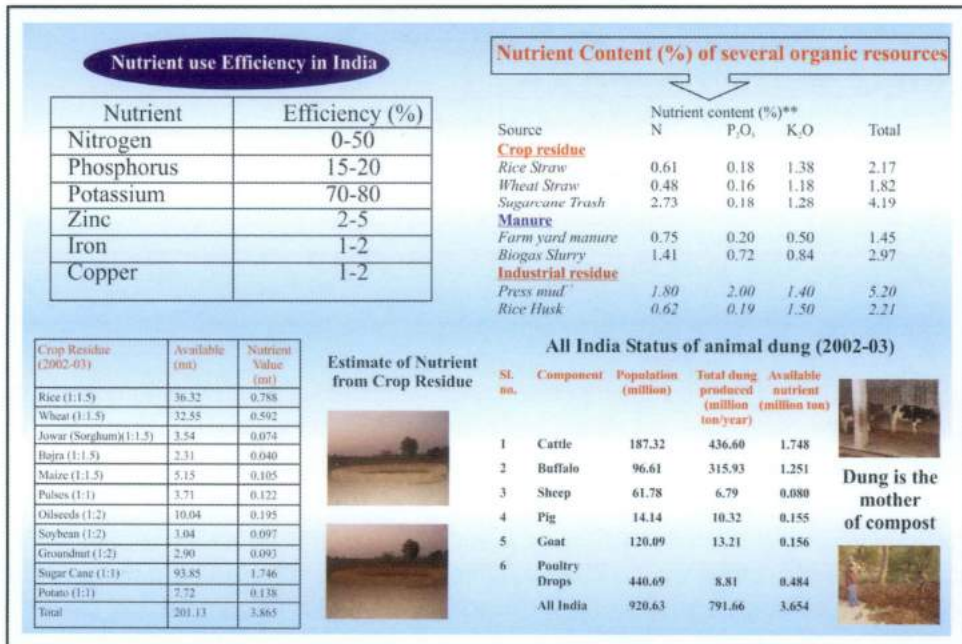 Nutrient use Efficiency in India
Nutrient Efficiency (%)
Nitrogen 0-50
Phosphorus 15-20
Potassium 70-80
Zinc 2-5
Iron 1-2
Copper 1-2
Nutrient Content (%) of several organic resources
Nutrient content (%)**
Source N P₂O₅ K₂O Total
Crop residue
Rice Straw 0.61 0.18 1.38 2.17
Wheat Straw 0.48 0.16 1.18 1.82
Sugarcane Trash 2.73 0.18 1.28 4.19
Manure
Farm yard manure 0.75 0.20 0.50 1.45
Biogas Slurry 1.41 0.72 0.84 2.97
Industrial residue
Press mud 1.80 2.00 1.40 5.20
Rice Husk 0.62 0.19 1.50 2.21
Crop Residue Available Nutrient
(2002-03) (mt) Value
(mt)
Rice (1:1.5) 36.32 0.788
Wheat (1:1.5) 32.55 0.592
Jowar (Sorghum)(1:1.5) 3.54 0.074
Bajra (1:1.5) 2.31 0.040
Maize (1:1.5) 5.15 0.105
Pulses (1:1) 3.71 0.122
Oilseeds (1:2) 10.04 0.195
Soybean (1:2) 3.04 0.097
Groundnut (1:2) 2.90 0.093
Sugar Cane (1:1) 93.85 1.746
Potato (1:1) 7.72 0.138
Total 201.13 3.865
Estimate of Nutrient
from Crop Residue
All India Status of animal dung (2002-03)
Sl. Component Population Total dung Available
no. (million) produced nutrient
(million (million ton)
ton/year)
1 Cattle 187.32 436.60 1.748
2 Buffalo 96.61 315.93 1.251
3 Sheep 61.78 6.79 0.080
4 Pig 14.14 10.32 0.155
5 Goat 120.09 13.21 0.156
6 Poultry
Drops 440.69 8.81 0.484
All India 920.63 791.66 3.654
Dung is the
mother
of compost